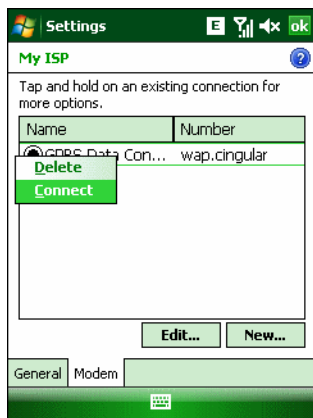 Settings E ok
My ISP ?
Tap and hold on an existing connection for
more options.
Name Number
GPRS Data Con... wap.cingular
Delete
Connect
Edit... New...
General Modem